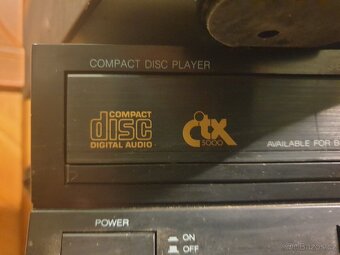 COMPACT DISC PLAYER
COMPACT
disc
DIGITAL AUDIO
ctx
5000
AVAILABLE FOR
POWER
ON
OFF